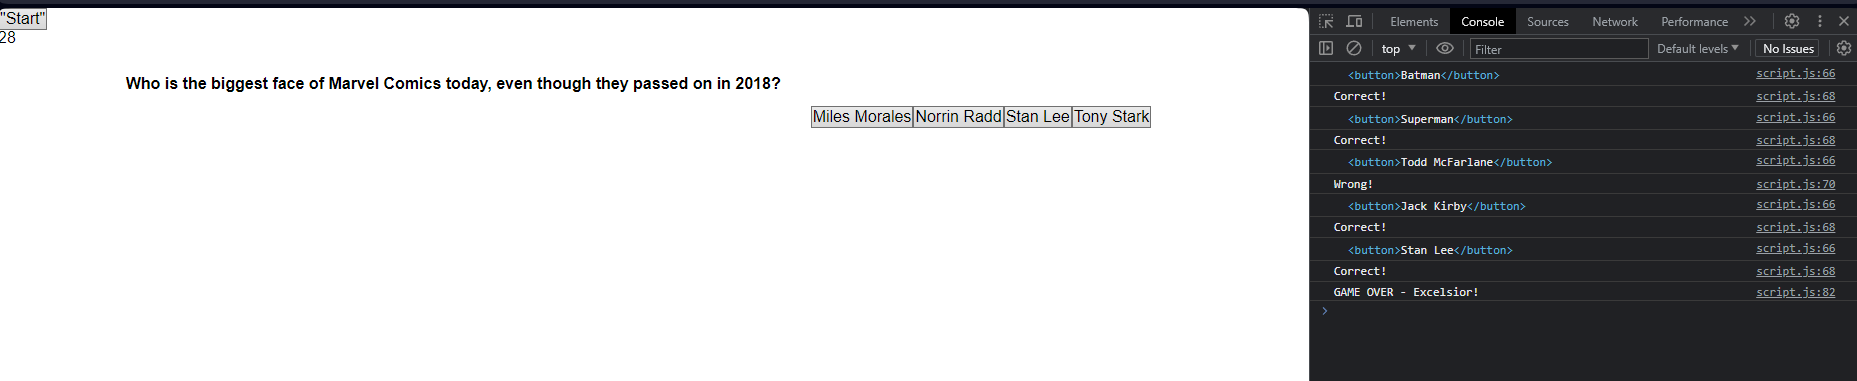 "Start"
28
Who is the biggest face of Marvel Comics today, even though they passed on in 2018?
Miles Morales Norrin Radd Stan Lee Tony Stark
Elements Console Sources Network Performance
top Filter Default levels No Issues
<button>Batman</button> script.js:66
Correct! script.js:68
<button>Superman</button> script.js:66
Correct! script.js:68
<button>Todd McFarlane</button> script.js:66
Wrong! script.js:70
<button>Jack Kirby</button> script.js:66
Correct! script.js:68
<button>Stan Lee</button> script.js:66
Correct! script.js:68
GAME OVER - Excelsior! script.js:82